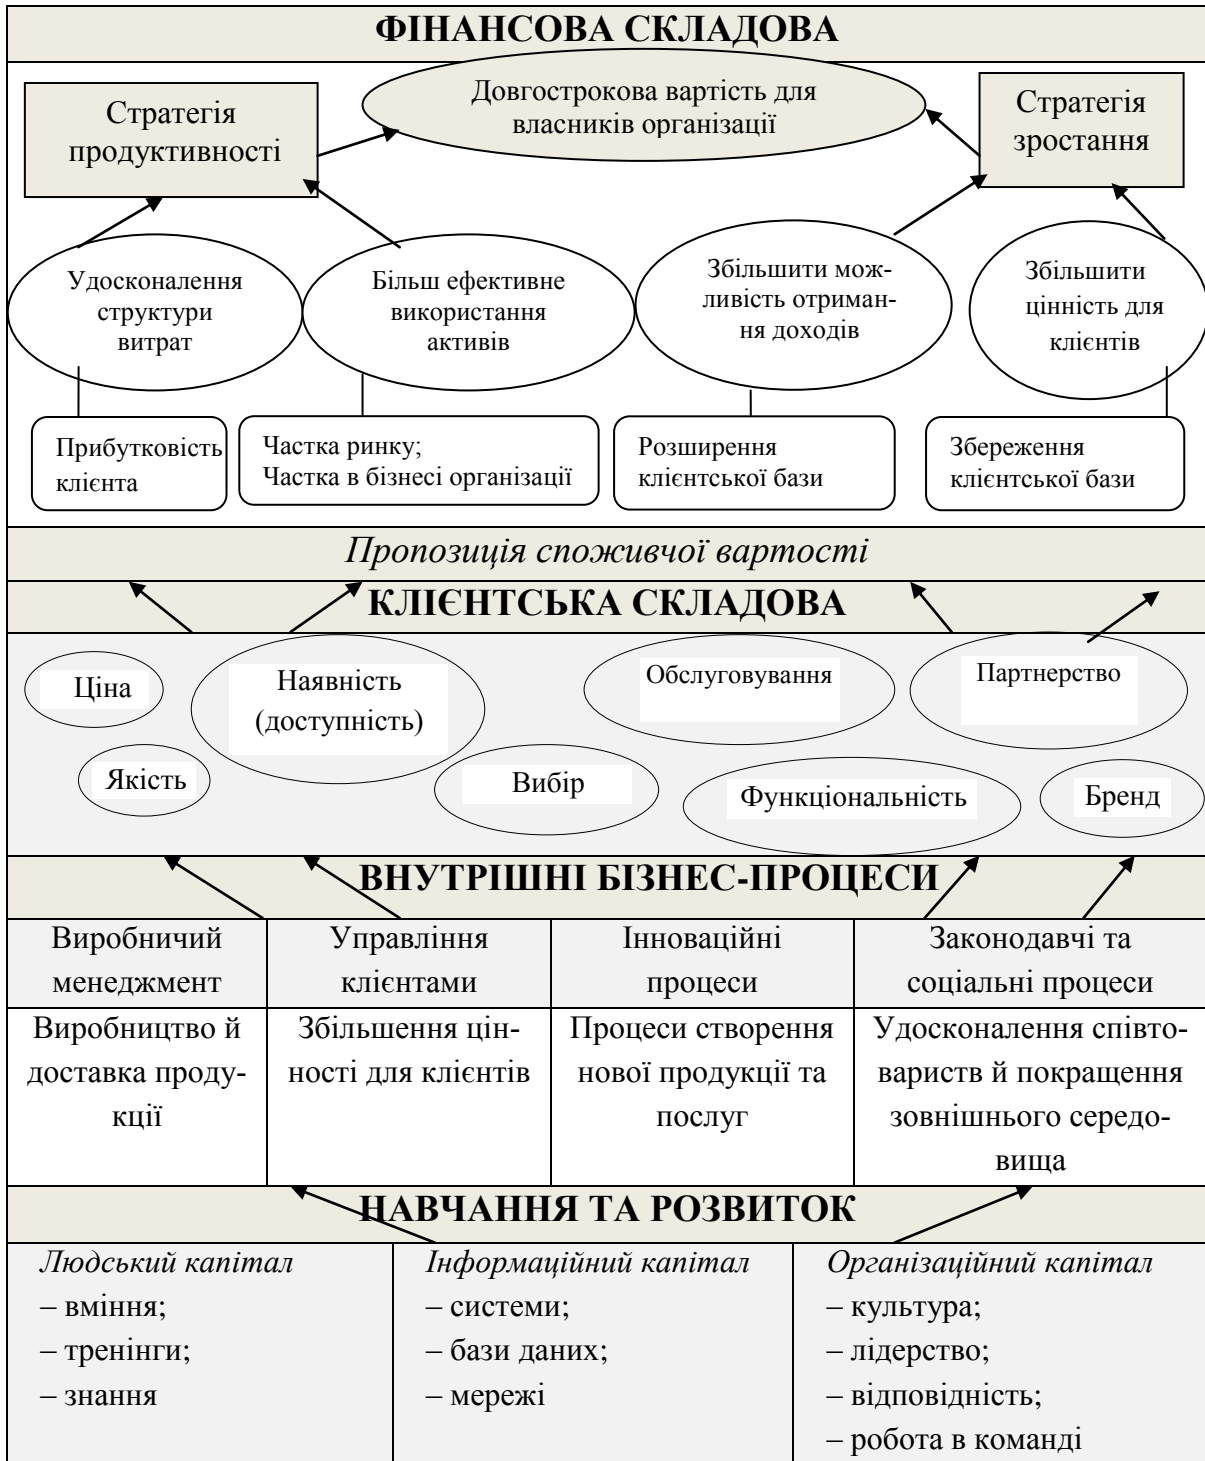 ФІНАНСОВА СКЛАДОВА
Довгострокова вартість для
власників організації
Стратегія
продуктивності
Стратегія
зростання
Удосконалення
структури
витрат
Більш ефективне
використання
активів
Збільшити мож-
ливість отриман-
ня доходів
Збільшити
цінність для
клієнтів
Прибутковість
клієнта
Частка ринку;
Частка в бізнесі організації
Розширення
клієнтської бази
Збереження
клієнтської бази
Пропозиція споживчої вартості
КЛІЄНТСЬКА СКЛАДОВА
Ціна
Наявність
(доступність)
Обслуговування
Партнерство
Якість
Вибір
Функціональність
Бренд
ВНУТРІШНІ БІЗНЕС-ПРОЦЕСИ
Виробничий
менеджмент
Управління
клієнтами
Інноваційні
процеси
Законодавчі та
соціальні процеси
Виробництво й
доставка проду-
кції
Збільшення цін-
ності для клієнтів
Процеси створення
нової продукції та
послуг
Удосконалення співто-
вариств й покращення
зовнішнього середо-
вища
НАВЧАННЯ ТА РОЗВИТОК
Людський капітал
– вміння;
– тренінги;
– знання
Інформаційний капітал
– системи;
– бази даних;
– мережі
Організаційний капітал
– культура;
– лідерство;
– відповідність;
– робота в команді